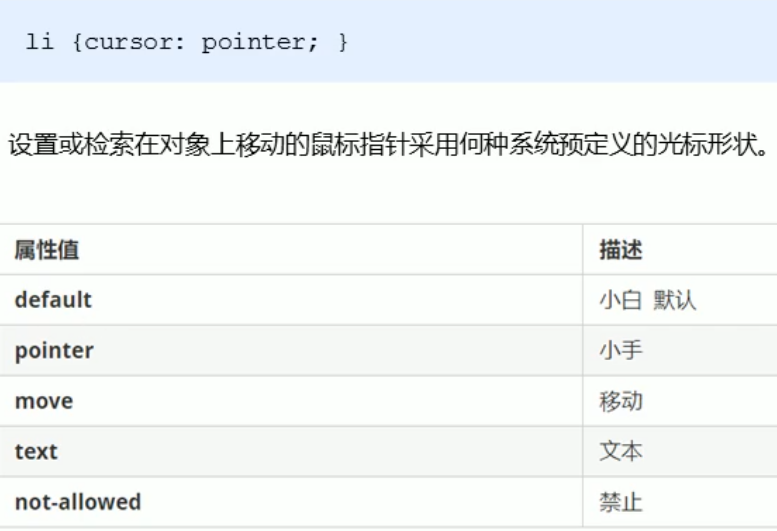 li {cursor: pointer; }
设置或检索在对象上移动的鼠标指针采用何种系统预定义的光标形状。
属性值 描述
default 小白 默认
pointer 小手
move 移动
text 文本
not-allowed 禁止